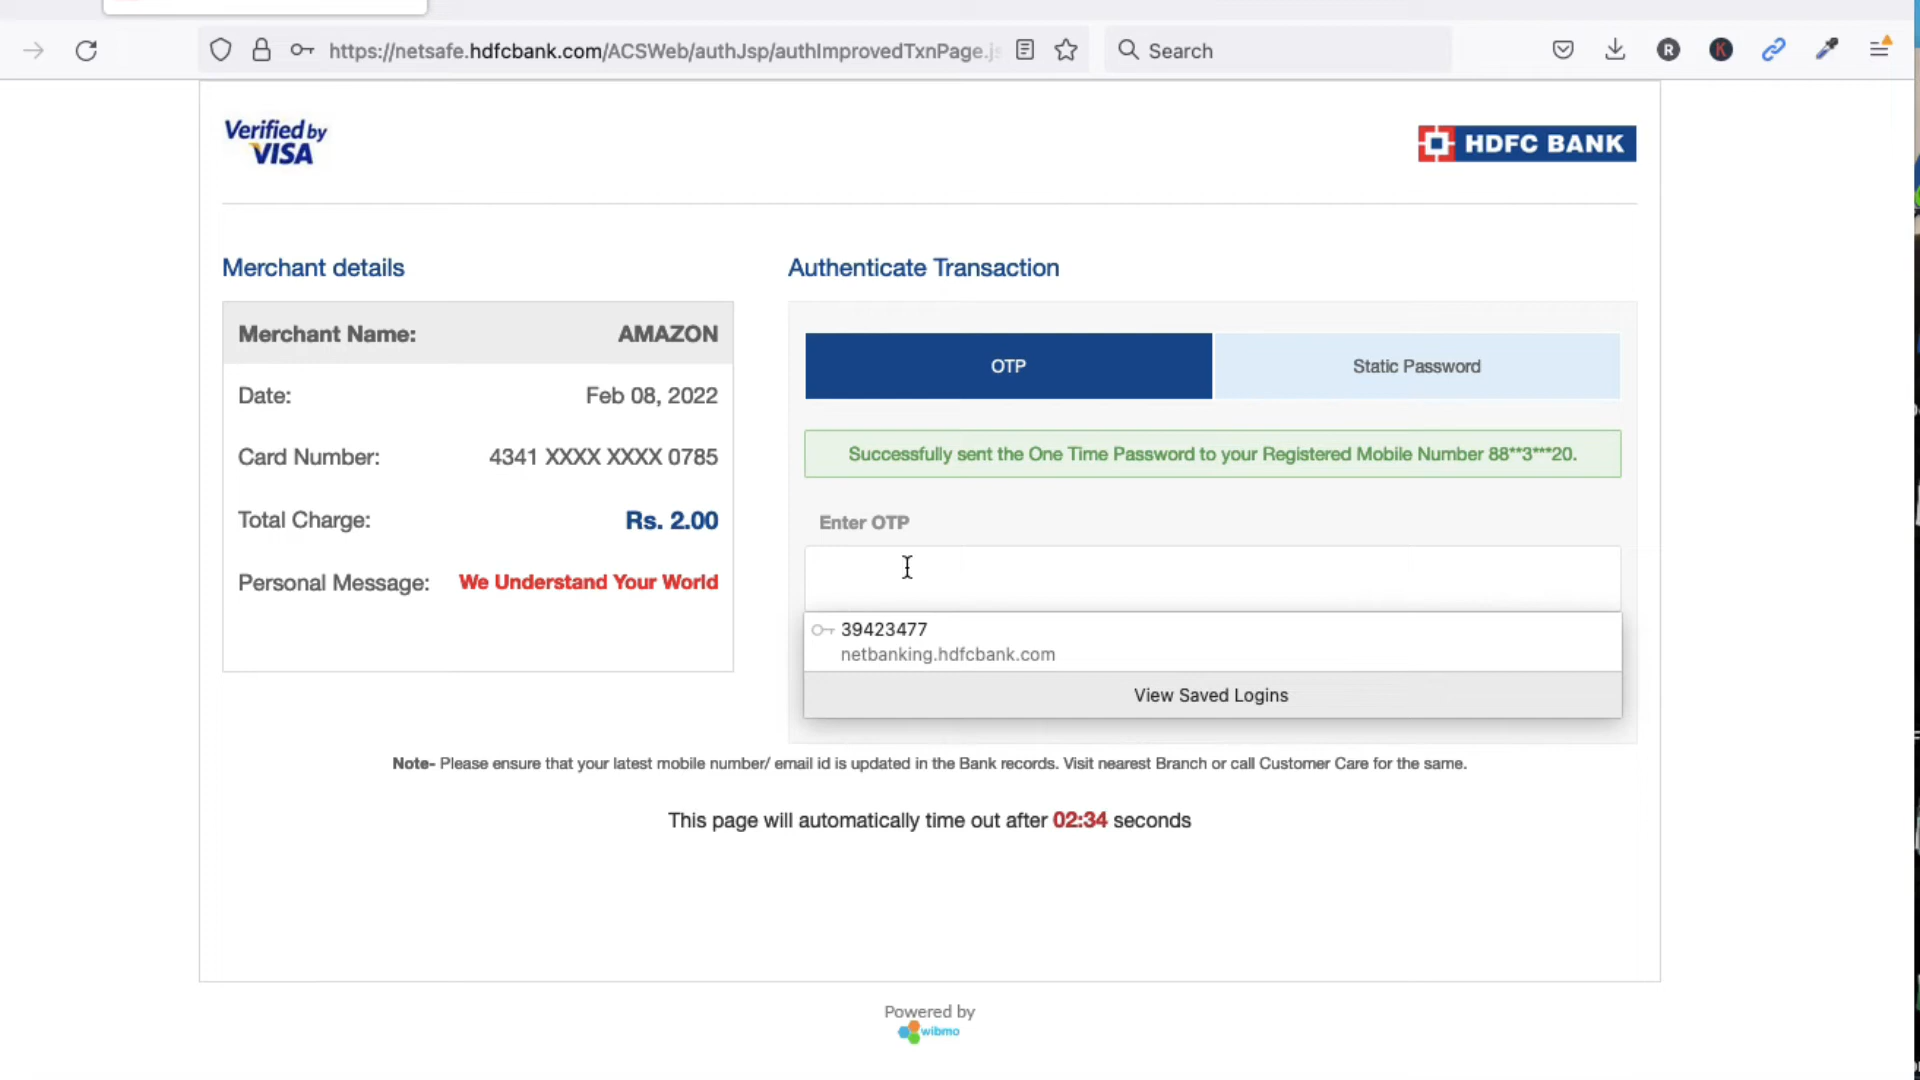 https://netsafe.hdfcbank.com/ACSWeb/authJsp/authImprovedTxnPage.js
Search
R
K
Verified by
VISA
HDFC BANK
Merchant details
Authenticate Transaction
Merchant Name: AMAZON
OTP
Static Password
Date: Feb 08, 2022
Card Number: 4341 XXXX XXXX 0785
Successfully sent the One Time Password to your Registered Mobile Number 88**3***20.
Total Charge: Rs. 2.00
Enter OTP
Personal Message: We Understand Your World
39423477
netbanking.hdfcbank.com
View Saved Logins
Note- Please ensure that your latest mobile number/ email id is updated in the Bank records. Visit nearest Branch or call Customer Care for the same.
This page will automatically time out after 02:34 seconds
Powered by
wibmo